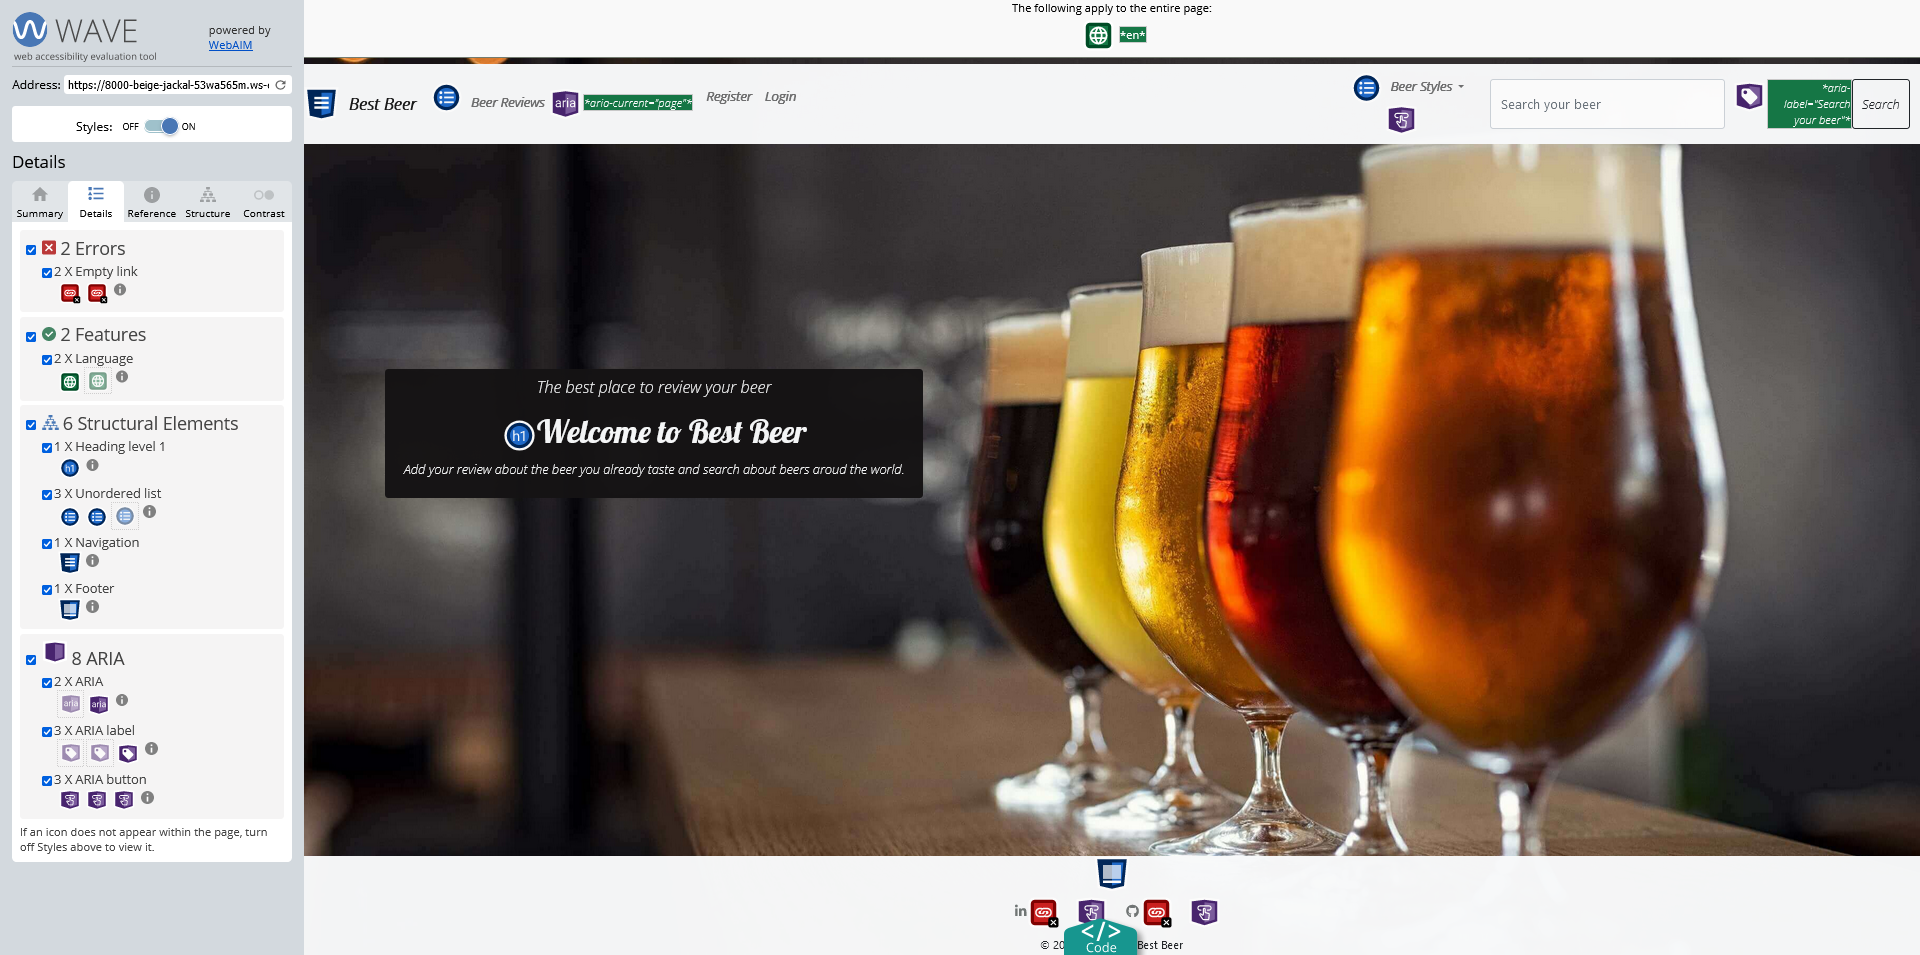 WAVE
web accessibility evaluation tool
powered by
WebAIM
Address: https://8000-beige-jackal-53wa565m.ws-
Styles: OFF ON
Details
Summary Details Reference Structure Contrast
2 Errors
2 X Empty link
2 Features
2 X Language
6 Structural Elements
1 X Heading level 1
h1
3 X Unordered list
1 X Navigation
1 X Footer
8 ARIA
2 X ARIA
aria aria
3 X ARIA label
3 X ARIA button
If an icon does not appear within the page, turn
off Styles above to view it.
The following apply to the entire page:
*en*
Best Beer Beer Reviews aria *aria-current="page"* Register Login Beer Styles Search your beer *aria-
label="Search
your beer"* Search
The best place to review your beer
h1 Welcome to Best Beer
Add your review about the beer you already taste and search about beers aroud the world.
in
</>
Code
© 20 Best Beer